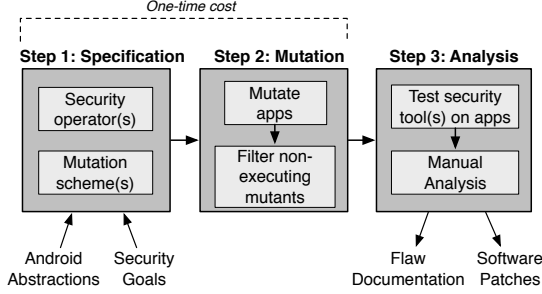 One-time cost
Step 1: Specification
Step 2: Mutation
Step 3: Analysis
Security
operator(s)
Mutation
scheme(s)
Mutate
apps
Filter non-
executing
mutants
Test security
tool(s) on apps
Manual
Analysis
Android
Abstractions
Security
Goals
Flaw
Documentation
Software
Patches